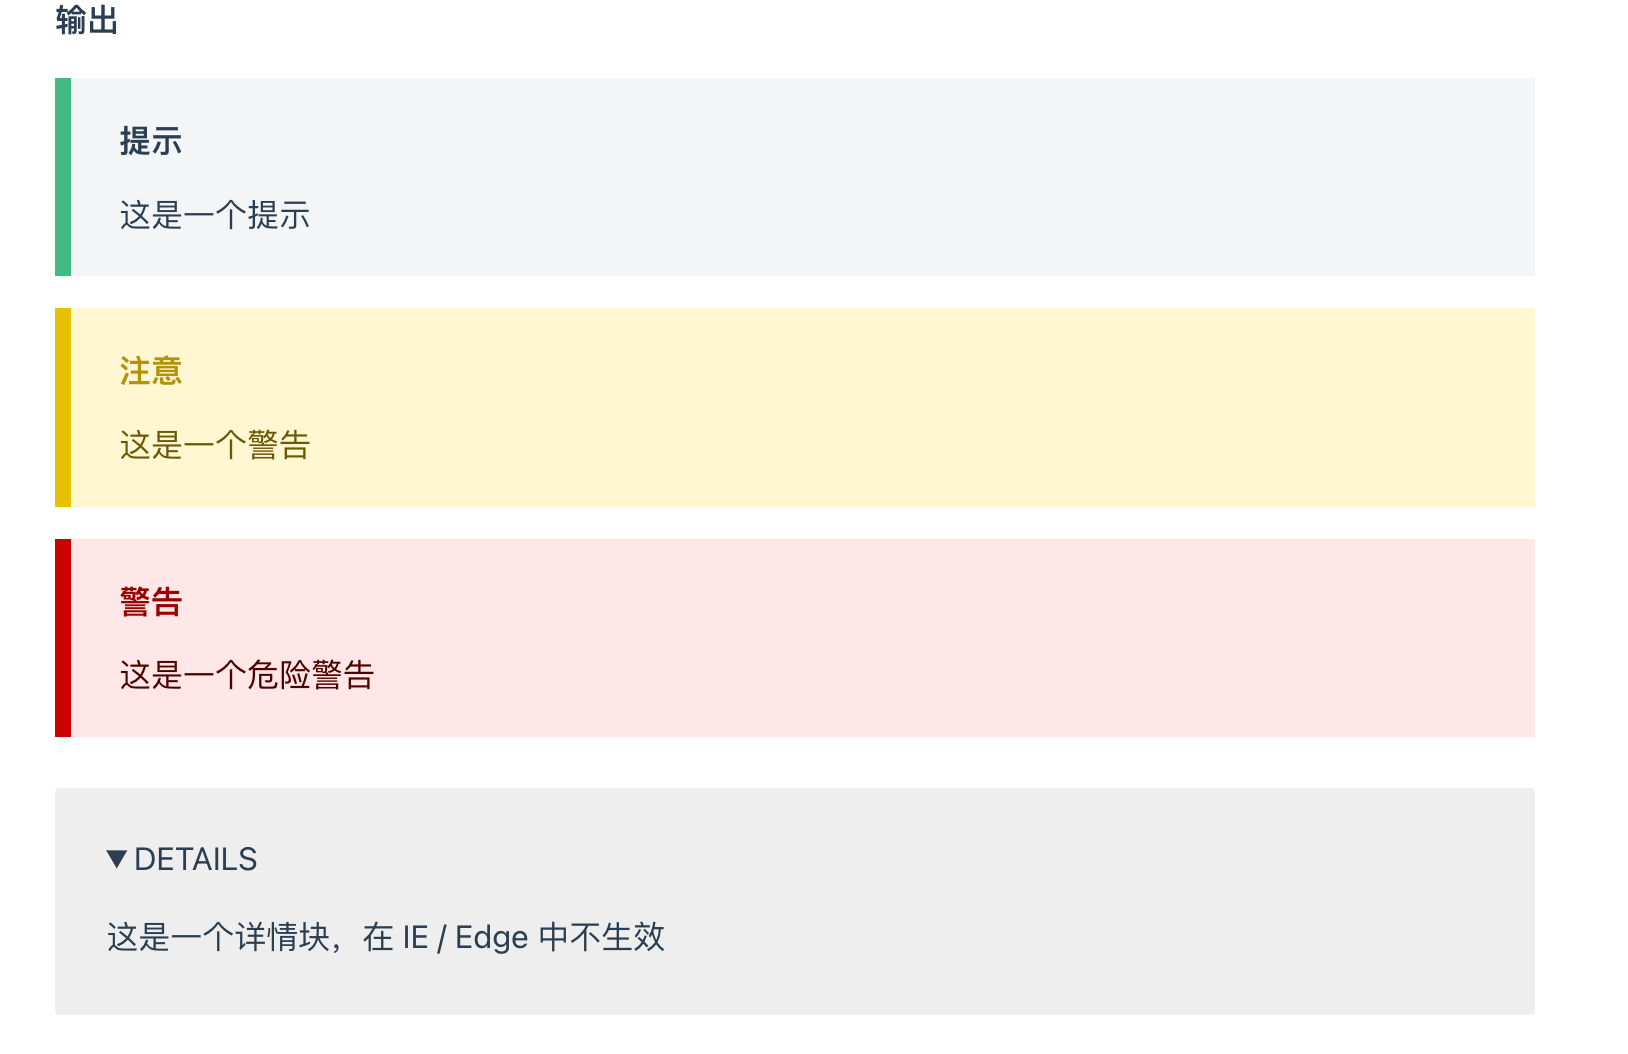 输出
提示
这是一个提示
注意
这是一个警告
警告
这是一个危险警告
▼ DETAILS
这是一个详情块，在 IE / Edge 中不生效